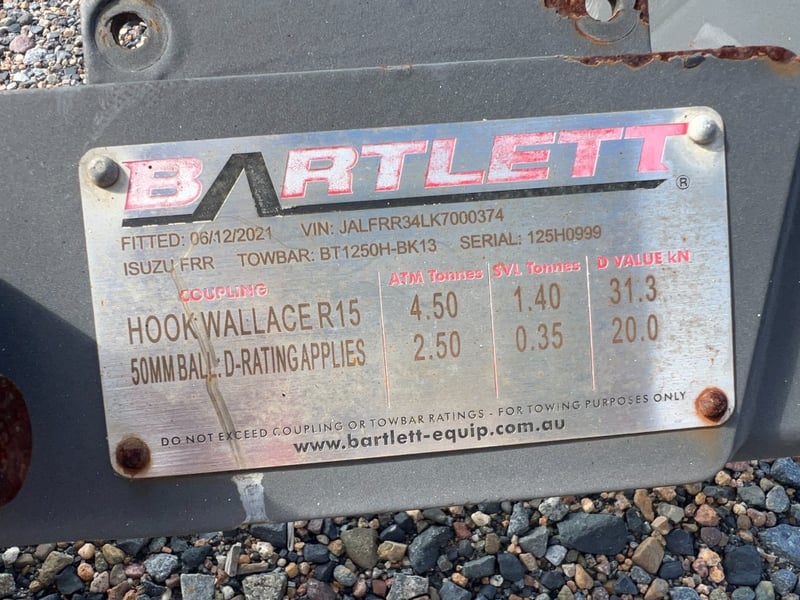 BARTLETT ®
FITTED: 06/12/2021 VIN: JALFRR34LK7000374
ISUZU FRR TOWBAR: BT1250H-BK13 SERIAL: 125H0999
COUPLING ATM Tonnes SVL Tonnes D VALUE kN
HOOK WALLACE R15 4.50 1.40 31.3
50MM BALL: D-RATING APPLIES 2.50 0.35 20.0
DO NOT EXCEED COUPLING OR TOWBAR RATINGS - FOR TOWING PURPOSES ONLY
www.bartlett-equip.com.au